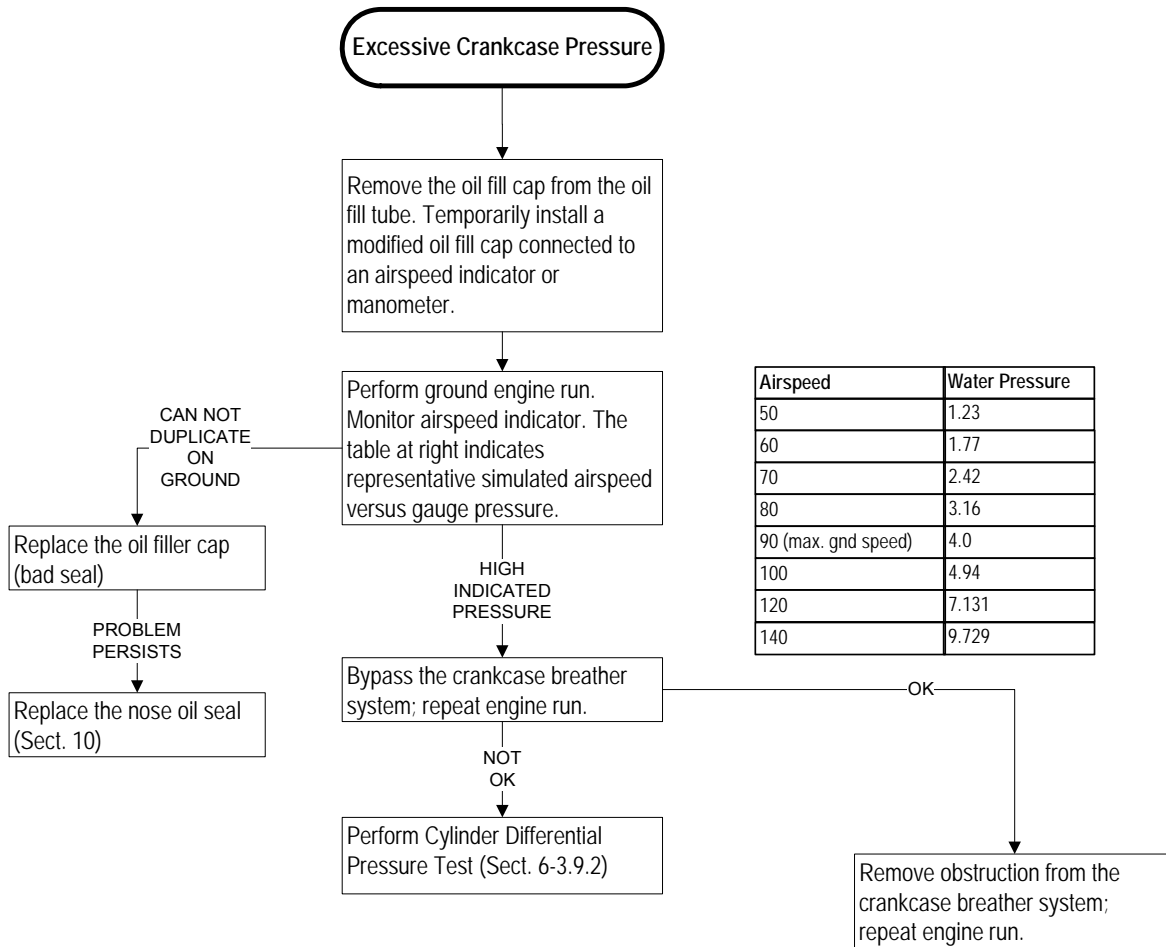 Excessive Crankcase Pressure
Remove the oil fill cap from the oil
fill tube. Temporarily install a
modified oil fill cap connected to
an airspeed indicator or
manometer.
Perform ground engine run.
Monitor airspeed indicator. The
table at right indicates
representative simulated airspeed
versus gauge pressure.
Airspeed Water Pressure
50 1.23
60 1.77
70 2.42
80 3.16
90 (max. gnd speed) 4.0
100 4.94
120 7.131
140 9.729
CAN NOT
DUPLICATE
ON
GROUND
Replace the oil filler cap
(bad seal)
PROBLEM
PERSISTS
Replace the nose oil seal
(Sect. 10)
HIGH
INDICATED
PRESSURE
Bypass the crankcase breather
system; repeat engine run.
OK
NOT
OK
Perform Cylinder Differential
Pressure Test (Sect. 6-3.9.2)
Remove obstruction from the
crankcase breather system;
repeat engine run.